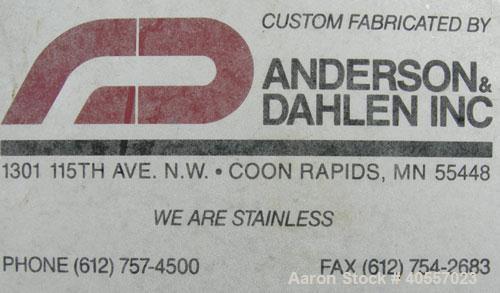 CUSTOM FABRICATED BY
ANDERSON &
DAHLEN INC
1301 115TH AVE. N.W. • COON RAPIDS, MN 55448
WE ARE STAINLESS
PHONE (612) 757-4500 FAX (612) 754-2683
Aaron Stock # 40557023